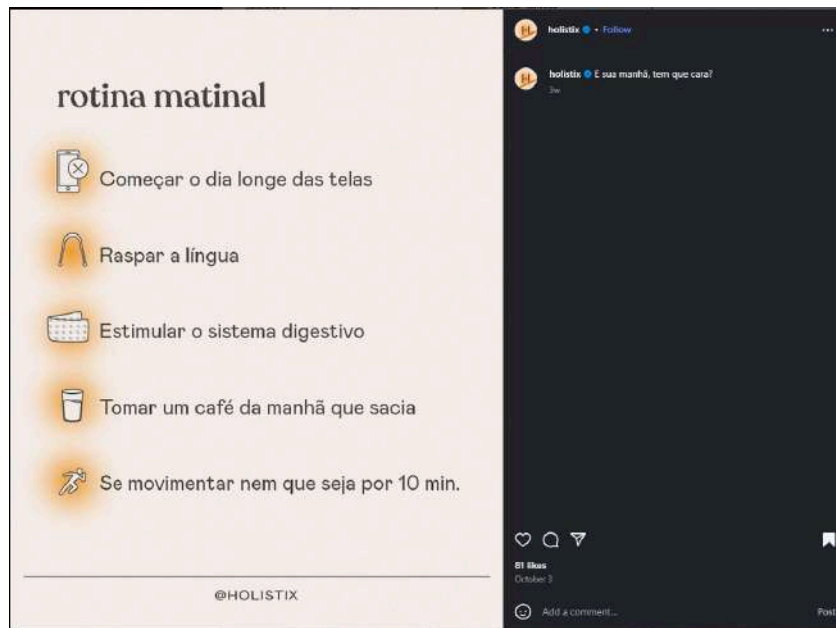 rotina matinal
Começar o dia longe das telas
Raspar a língua
Estimular o sistema digestivo
Tomar um café da manhã que sacia
Se movimentar nem que seja por 10 min.
@HOLISTIX
holistix • Follow
holistix E sua manhã, tem que cara?
3w
81 likes
October 3
Add a comment...
Post